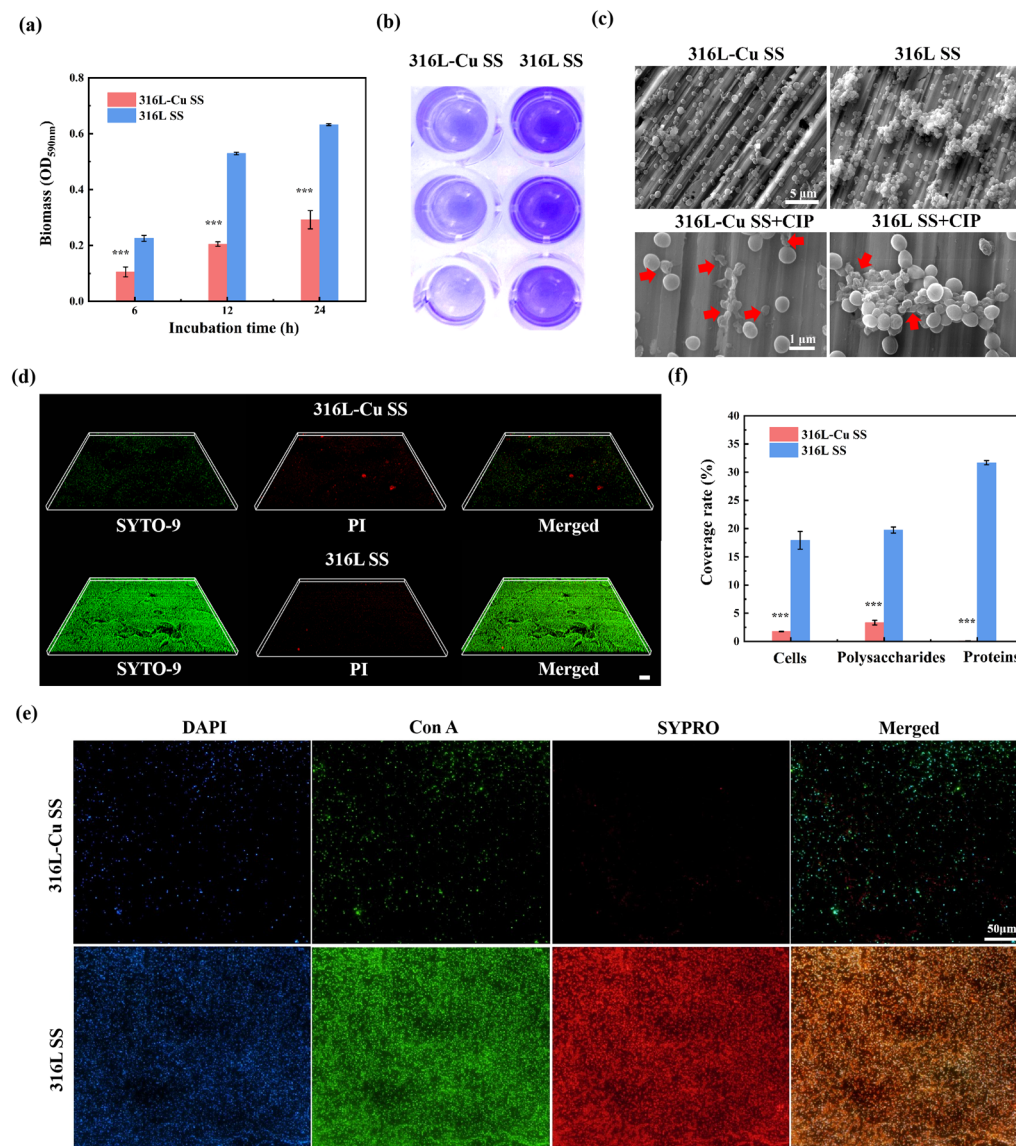 (a)
0.8
0.6
0.4
0.2
0.0
Biomass (OD590nm)
316L-Cu SS
316L SS
***
***
***
6
12
24
Incubation time (h)
(b)
316L-Cu SS 316L SS
(c)
316L-Cu SS 316L SS
5 μm
316L-Cu SS+CIP 316L SS+CIP
1 μm
(d)
316L-Cu SS
SYTO-9 PI Merged
316L SS
SYTO-9 PI Merged
(f)
40
35
30
25
20
15
10
5
0
Coverage rate (%)
316L-Cu SS
316L SS
***
***
***
Cells Polysaccharides Proteins
(e)
DAPI Con A SYPRO Merged
316L-Cu SS
50μm
316L SS